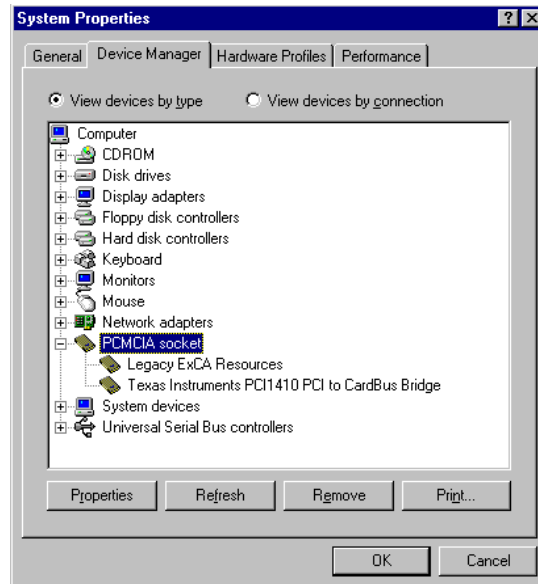 System Properties
General Device Manager Hardware Profiles Performance
View devices by type View devices by connection
Computer
CDROM
Disk drives
Display adapters
Floppy disk controllers
Hard disk controllers
Keyboard
Monitors
Mouse
Network adapters
PCMCIA socket
Legacy ExCA Resources
Texas Instruments PCI1410 PCI to CardBus Bridge
System devices
Universal Serial Bus controllers
Properties Refresh Remove Print...
OK Cancel